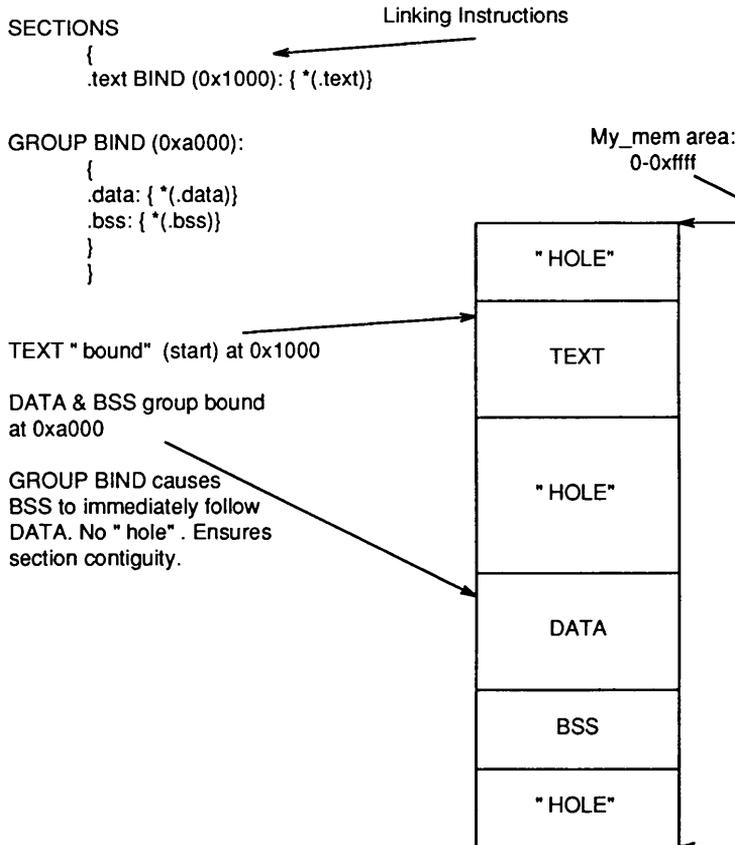 Linking Instructions
SECTIONS
{
.text BIND (0x1000): { *(.text)}
GROUP BIND (0xa000):
{
.data: { *(.data)}
.bss: { *(.bss)}
}
}
My_mem area:
0-0xffff
"HOLE"
TEXT "bound" (start) at 0x1000
TEXT
DATA & BSS group bound
at 0xa000
GROUP BIND causes
BSS to immediately follow
DATA. No "hole". Ensures
section contiguity.
"HOLE"
DATA
BSS
"HOLE"